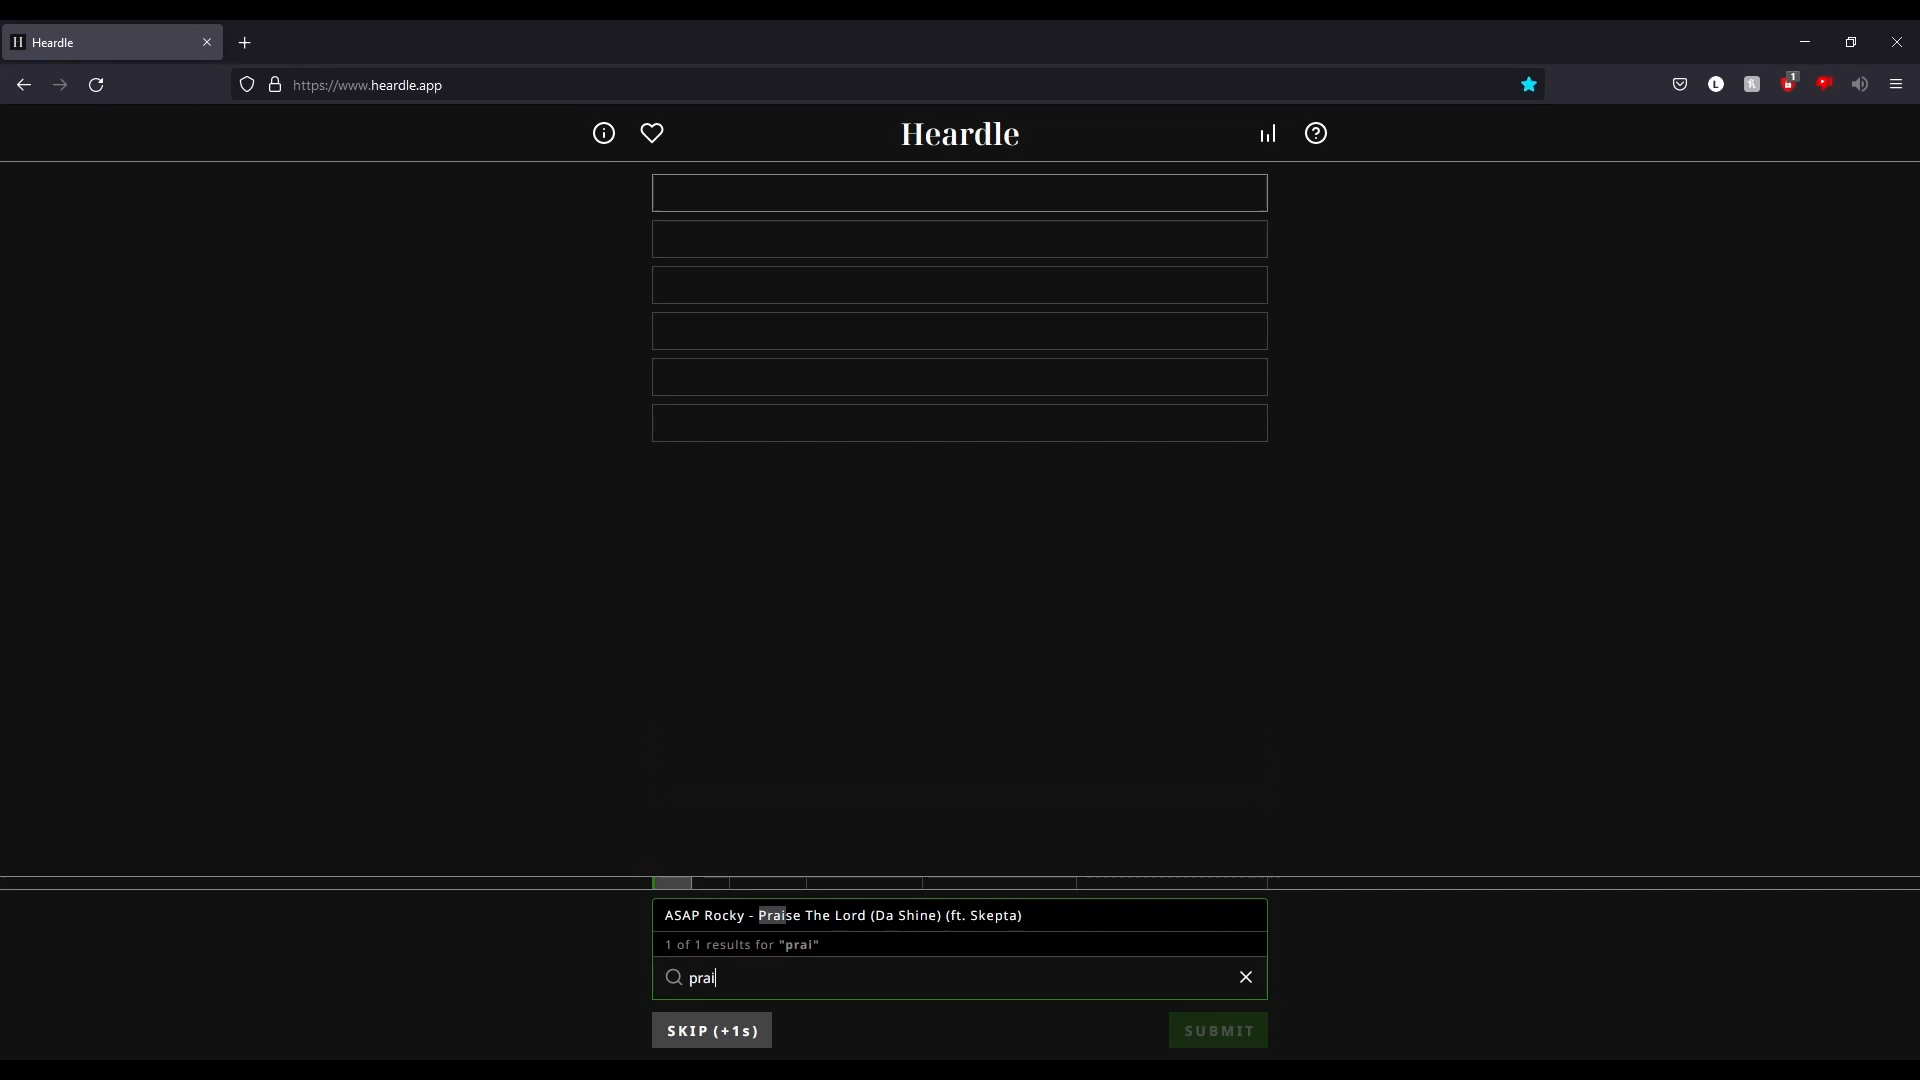 Heardle
https://www.heardle.app
1
L
Heardle
ASAP Rocky - Praise The Lord (Da Shine) (ft. Skepta)
1 of 1 results for "prai"
prai
SKIP (+1s)
SUBMIT